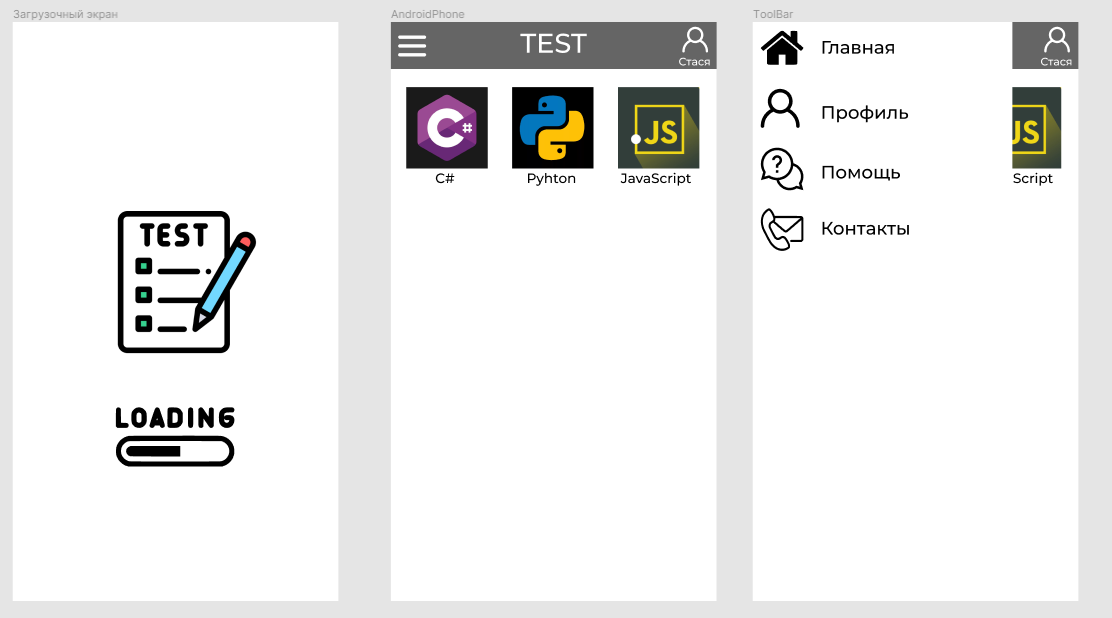 Загрузочный экран
TEST
LOADING
AndroidPhone
TEST
Стася
C#
JS
C#
Pyhton
JavaScript
ToolBar
Главная
Профиль
?
Помощь
Контакты
Стася
JS
Script